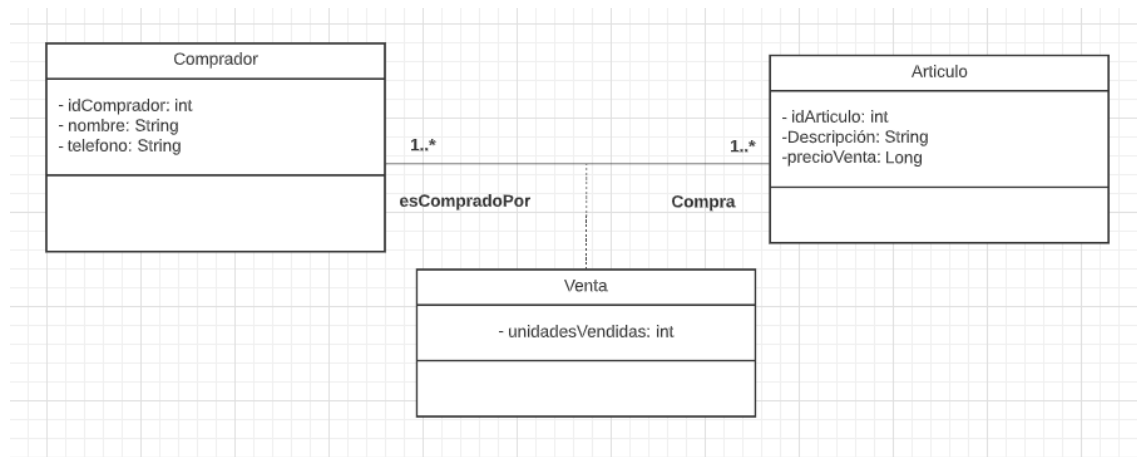 Comprador
- idComprador: int
- nombre: String
- telefono: String
1..*
esCompradoPor
1..*
Compra
Articulo
- idArticulo: int
-Descripción: String
-precioVenta: Long
Venta
- unidadesVendidas: int